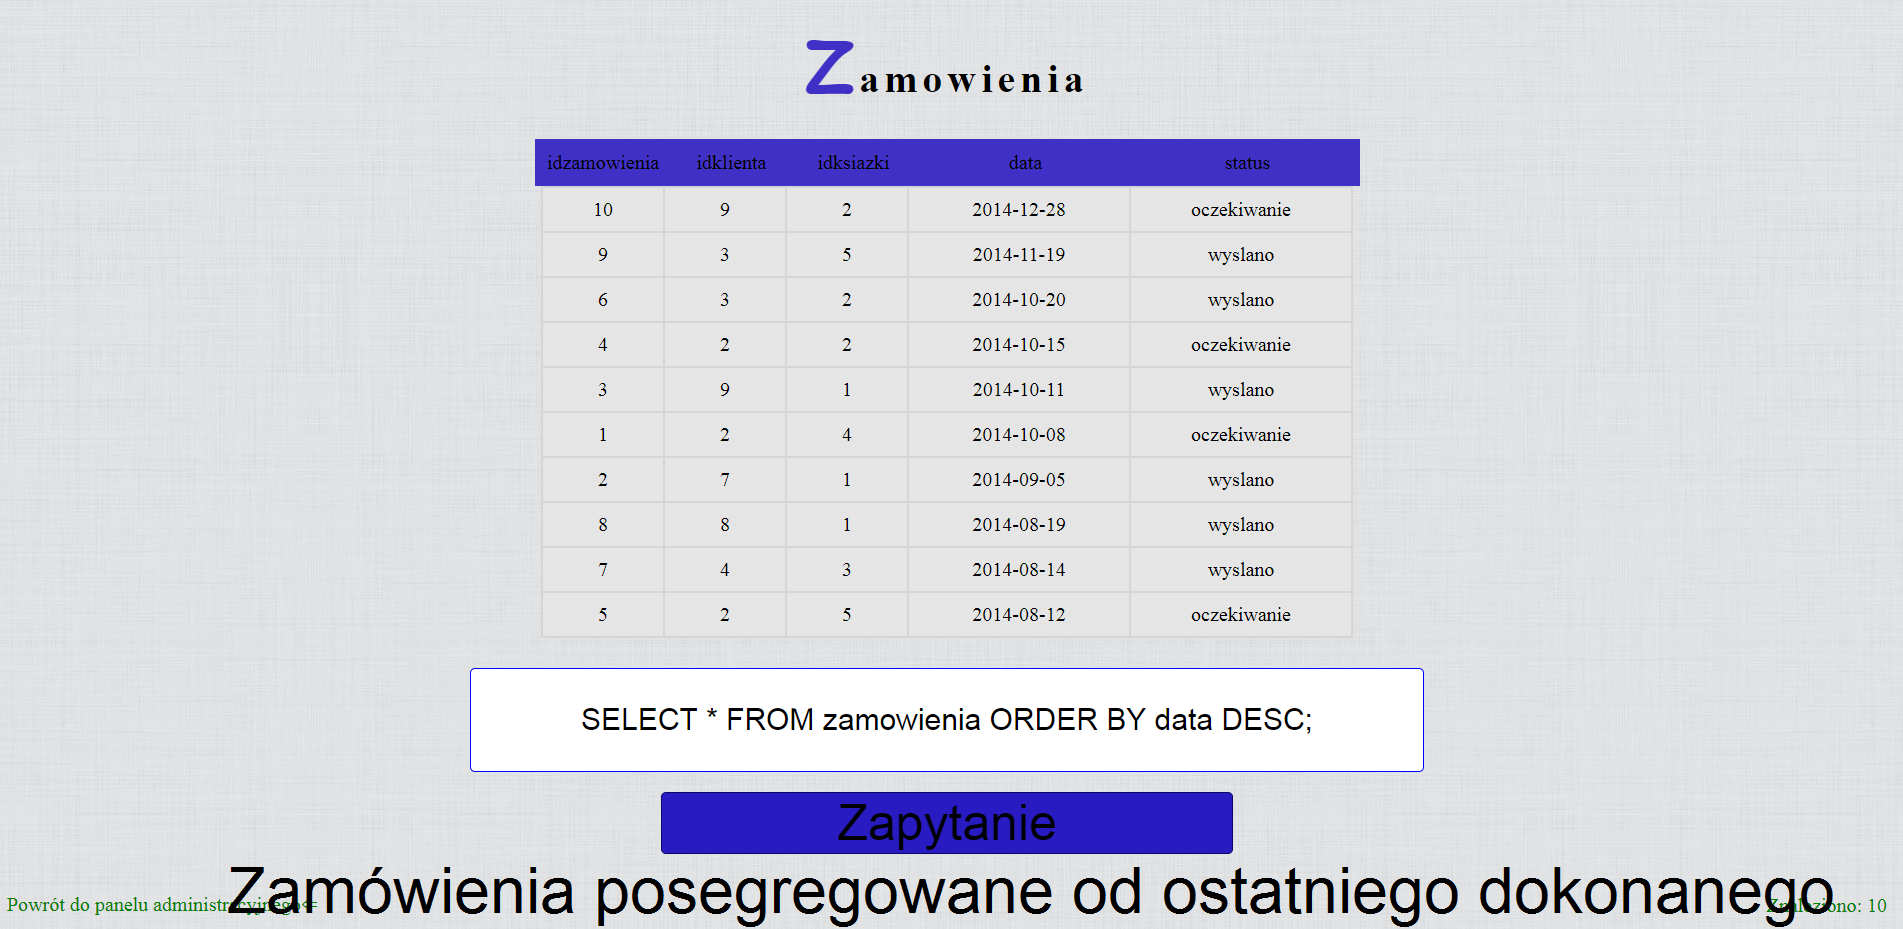 Zamowienia
idzamowienia idklienta idksiazki data status
10 9 2 2014-12-28 oczekiwanie
9 3 5 2014-11-19 wyslano
6 3 2 2014-10-20 wyslano
4 2 2 2014-10-15 oczekiwanie
3 9 1 2014-10-11 wyslano
1 2 4 2014-10-08 oczekiwanie
2 7 1 2014-09-05 wyslano
8 8 1 2014-08-19 wyslano
7 4 3 2014-08-14 wyslano
5 2 5 2014-08-12 oczekiwanie
SELECT * FROM zamowienia ORDER BY data DESC;
Zapytanie
Zamówienia posegregowane od ostatniego dokonanego
Powrót do panelu administracyjnego<=
Znaleziono: 10